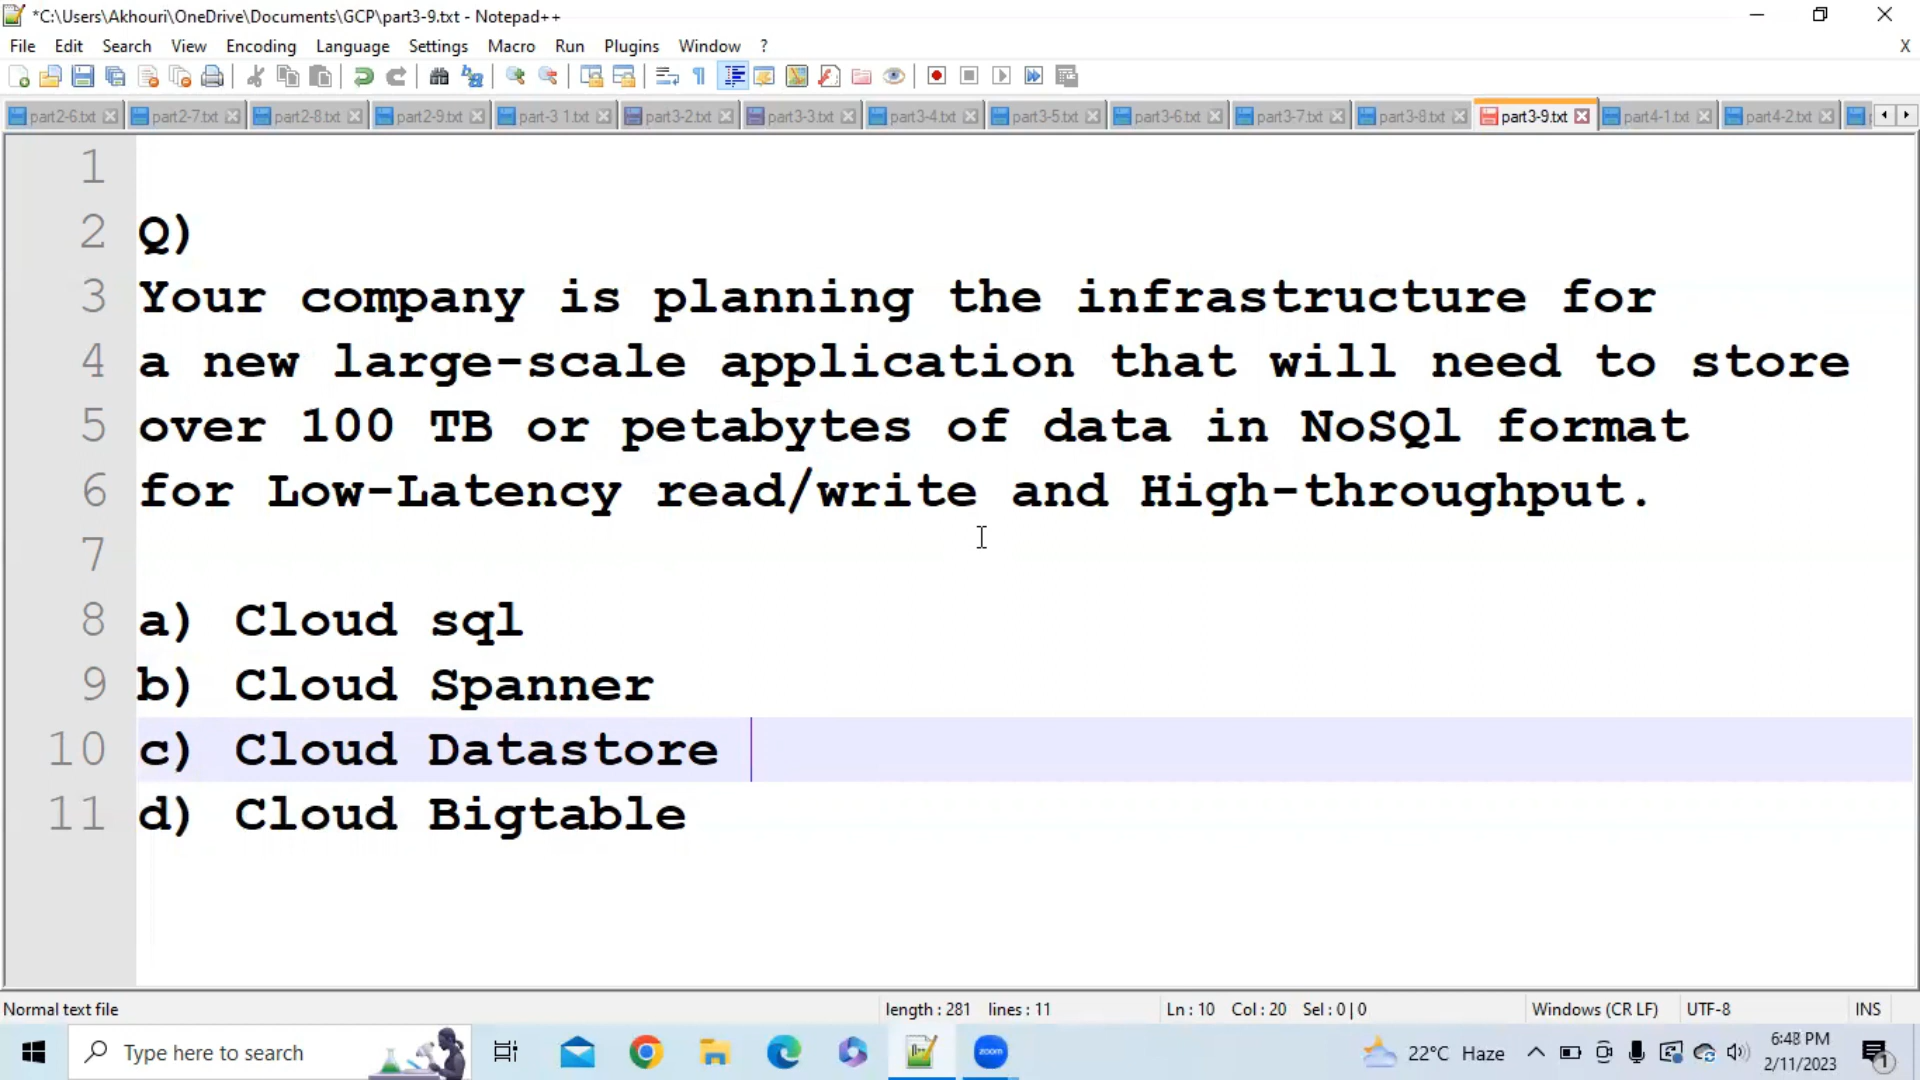 *C:\Users\Akhouri\OneDrive\Documents\GCP\part3-9.txt - Notepad++
File Edit Search View Encoding Language Settings Macro Run Plugins Window ? X
part2-6.txt part2-7.txt part2-8.txt part2-9.txt part-3 1.txt part3-2.txt part3-3.txt part3-4.txt part3-5.txt part3-6.txt part3-7.txt part3-8.txt part3-9.txt part4-1.txt part4-2.txt
1
2 Q)
3 Your company is planning the infrastructure for
4 a new large-scale application that will need to store
5 over 100 TB or petabytes of data in NoSQl format
6 for Low-Latency read/write and High-throughput.
7
8 a) Cloud sql
9 b) Cloud Spanner
10 c) Cloud Datastore
11 d) Cloud Bigtable
Normal text file length : 281 lines : 11 Ln : 10 Col : 20 Sel : 0 | 0 Windows (CR LF) UTF-8 INS
Type here to search zoom 22°C Haze 6:48 PM
2/11/2023 1